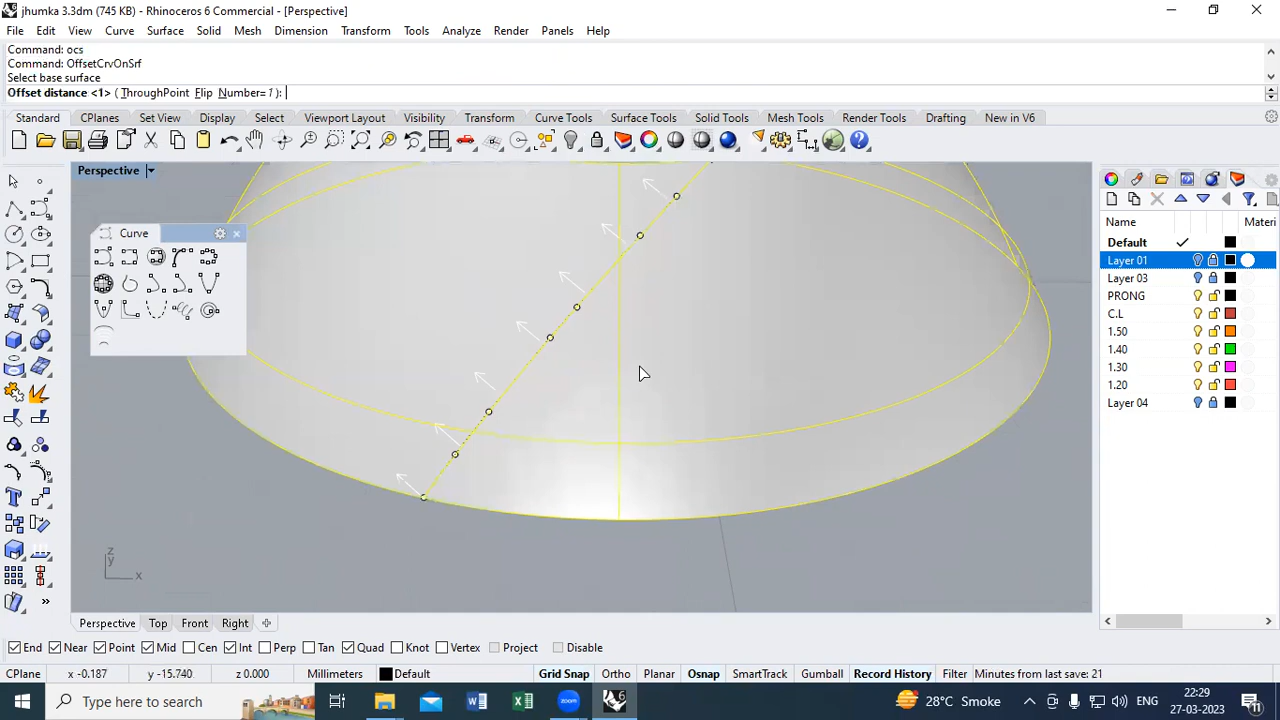 jhumka 3.3dm (745 KB) - Rhinoceros 6 Commercial - [Perspective]
File Edit View Curve Surface Solid Mesh Dimension Transform Tools Analyze Render Panels Help
Command: ocs
Command: OffsetCrvOnSrf
Select base surface
Offset distance <1> ( ThroughPoint Flip Number=1 ):
Standard CPlanes Set View Display Select Viewport Layout Visibility Transform Curve Tools Surface Tools Solid Tools Mesh Tools Render Tools Drafting New in V6
Perspective
Curve
Name Materi
Default
Layer 01
Layer 03
PRONG
C.L
1.50
1.40
1.30
1.20
Layer 04
z
y
x
Perspective Top Front Right
End Near Point Mid Cen Int Perp Tan Quad Knot Vertex Project Disable
CPlane x -0.187 y -15.740 z 0.000 Millimeters Default Grid Snap Ortho Planar Osnap SmartTrack Gumball Record History Filter Minutes from last save: 21
Type here to search
28°C Smoke
ENG
22:29
27-03-2023